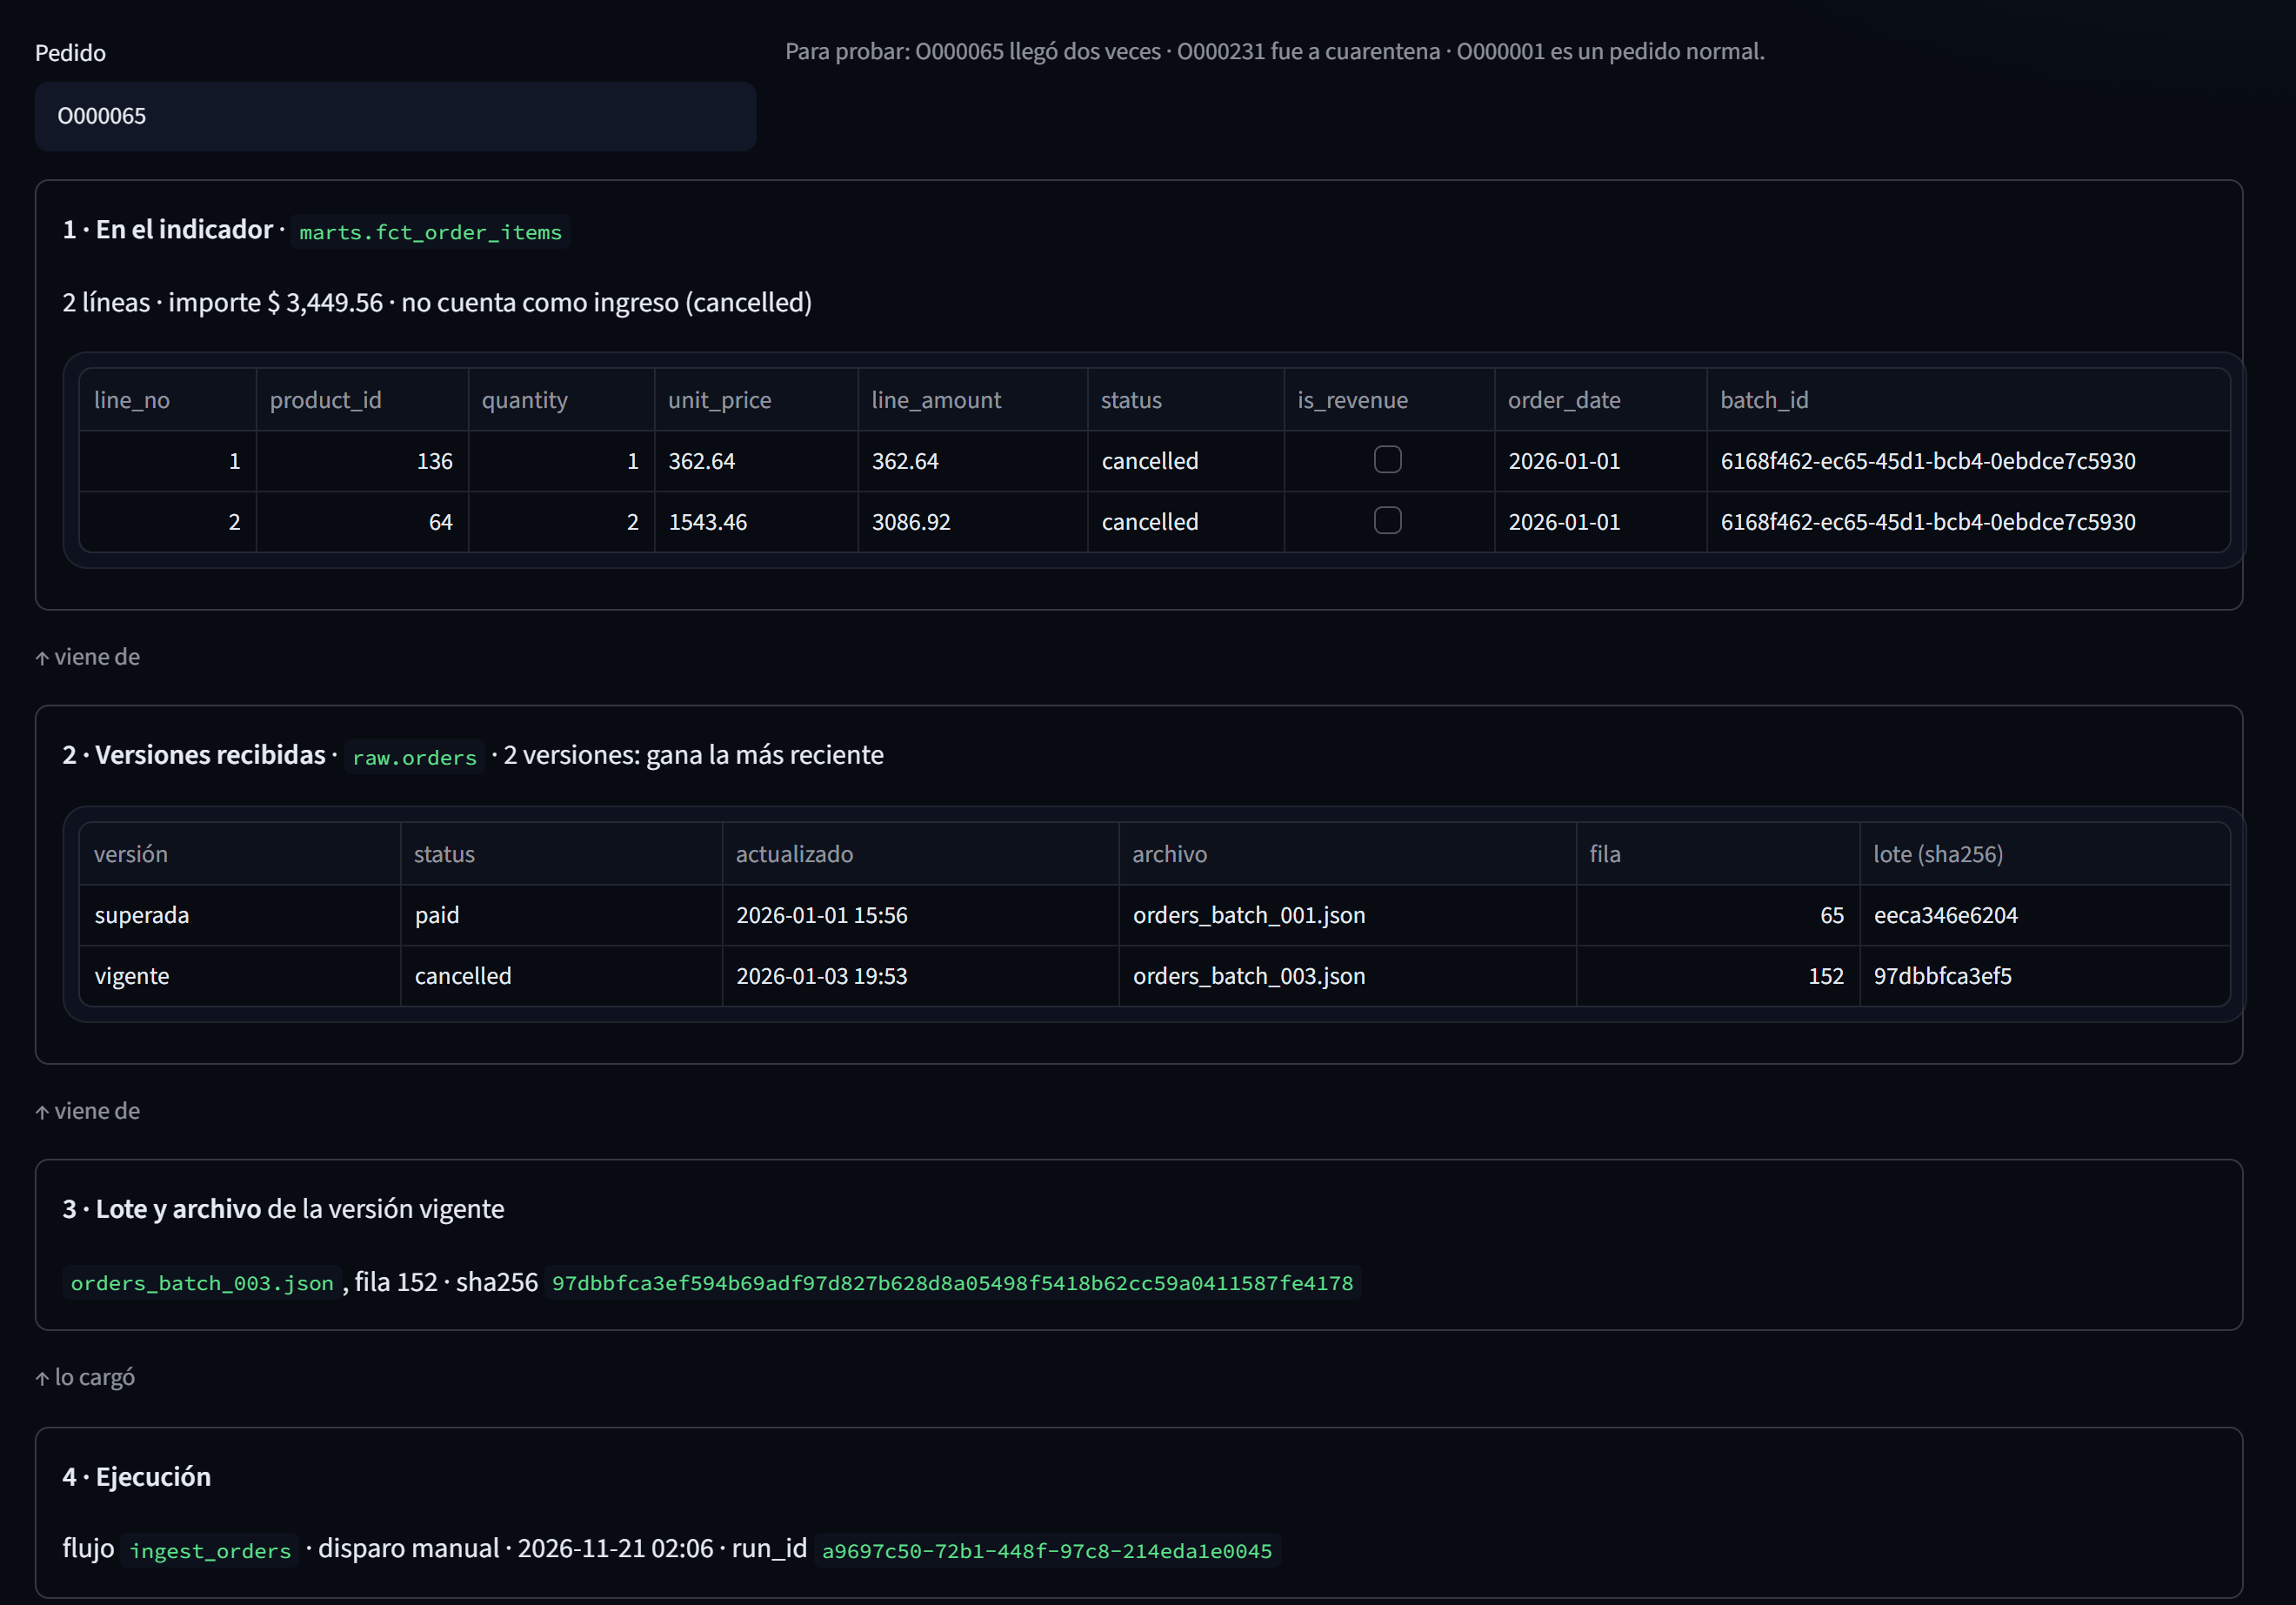 Pedido
Para probar: O000065 llegó dos veces · O000231 fue a cuarentena · O000001 es un pedido normal.
O000065
1 · En el indicador · marts.fct_order_items
2 líneas · importe $ 3,449.56 · no cuenta como ingreso (cancelled)
line_no product_id quantity unit_price line_amount status is_revenue order_date batch_id
1 136 1 362.64 362.64 cancelled 2026-01-01 6168f462-ec65-45d1-bcb4-0ebdce7c5930
2 64 2 1543.46 3086.92 cancelled 2026-01-01 6168f462-ec65-45d1-bcb4-0ebdce7c5930
↑ viene de
2 · Versiones recibidas · raw.orders · 2 versiones: gana la más reciente
versión status actualizado archivo fila lote (sha256)
superada paid 2026-01-01 15:56 orders_batch_001.json 65 eeca346e6204
vigente cancelled 2026-01-03 19:53 orders_batch_003.json 152 97dbbfca3ef5
↑ viene de
3 · Lote y archivo de la versión vigente
orders_batch_003.json , fila 152 · sha256 97dbbfca3ef594b69adf97d827b628d8a05498f5418b62cc59a0411587fe4178
↑ lo cargó
4 · Ejecución
flujo ingest_orders · disparo manual · 2026-11-21 02:06 · run_id a9697c50-72b1-448f-97c8-214eda1e0045